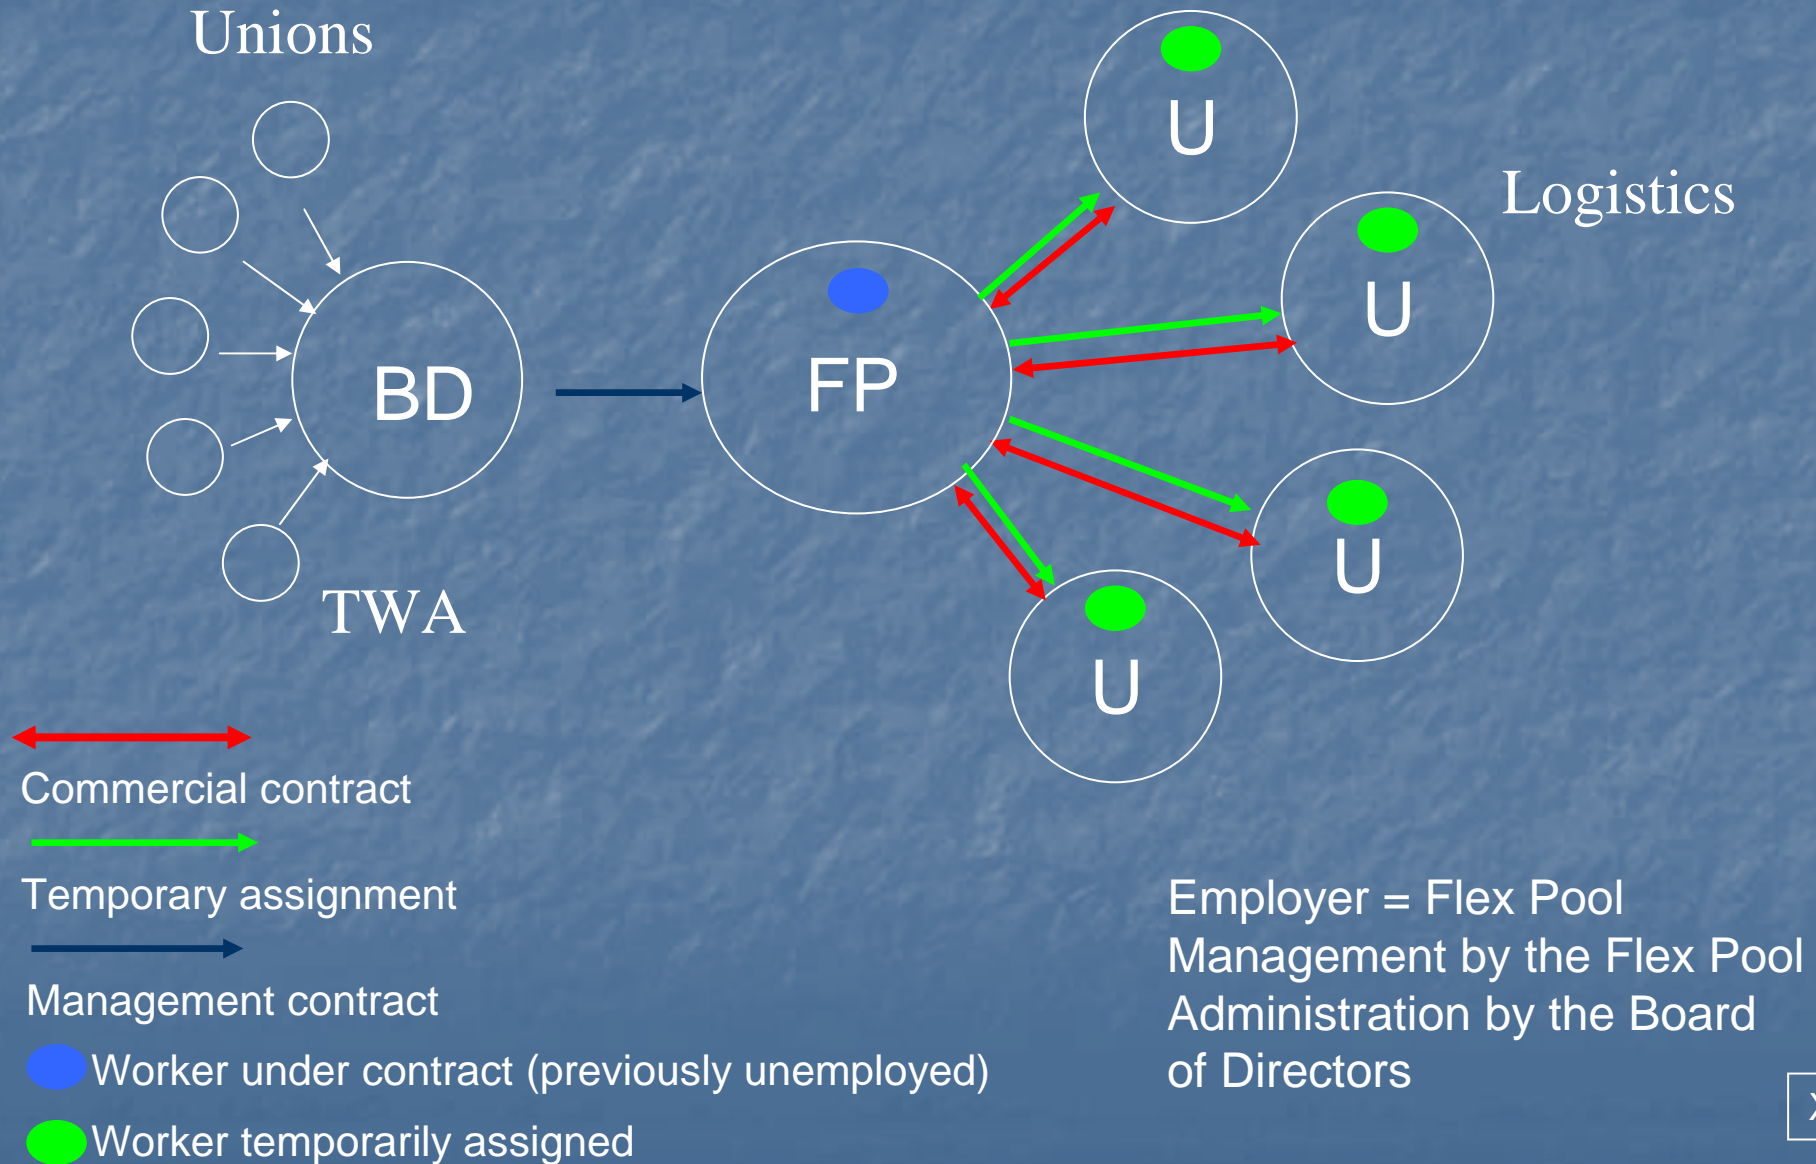 Unions
U
Logistics
U
BD
FP
U
TWA
U
Commercial contract
Temporary assignment
Management contract
Worker under contract (previously unemployed)
Worker temporarily assigned
Employer = Flex Pool
Management by the Flex Pool
Administration by the Board
of Directors